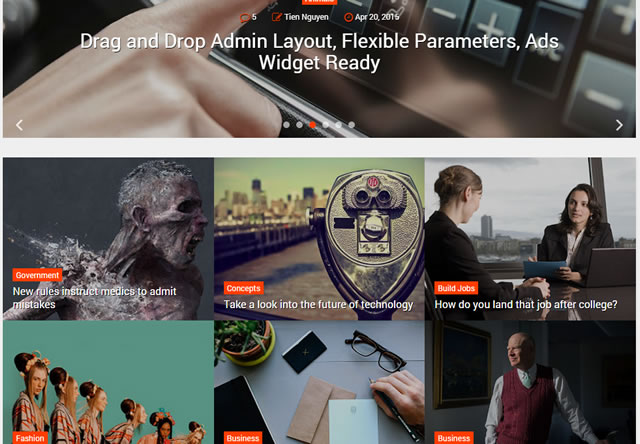 Animals
5 Tien Nguyen Apr 20, 2015
Drag and Drop Admin Layout, Flexible Parameters, Ads
Widget Ready
Government
New rules instruct medics to admit
mistakes
Concepts
Take a look into the future of technology
Build Jobs
How do you land that job after college?
Fashion
Business
Business